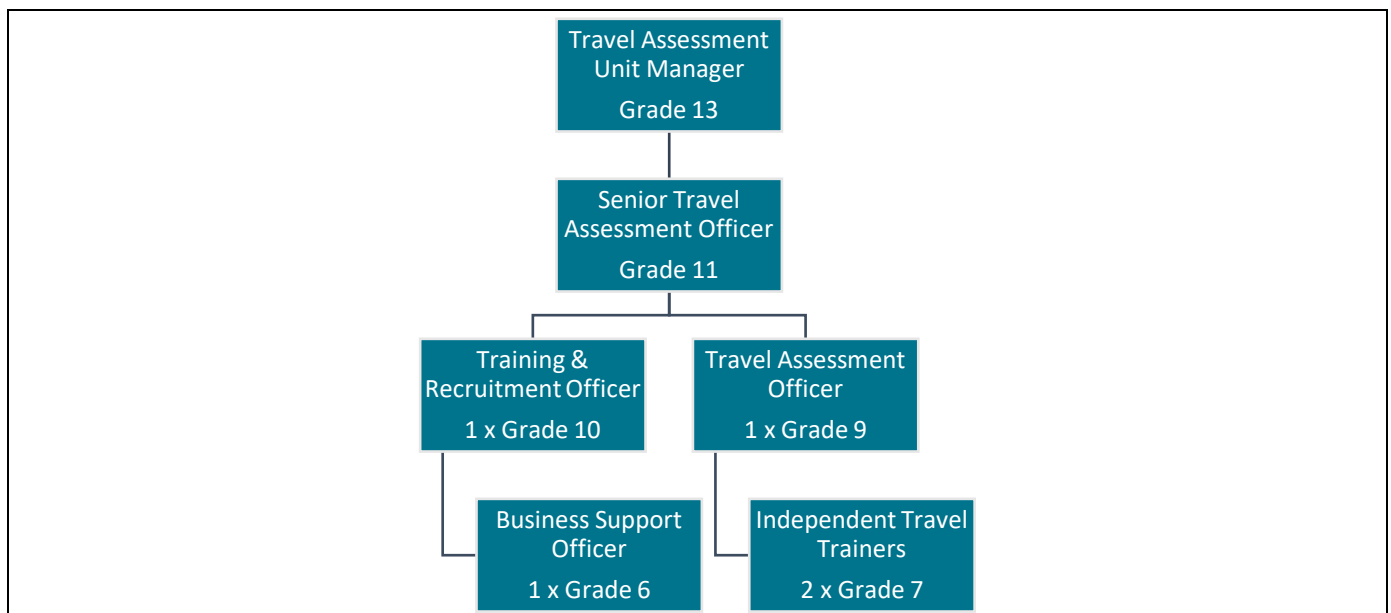 Travel Assessment
Unit Manager
Grade 13
Senior Travel
Assessment Officer
Grade 11
Training &
Recruitment Officer
1 x Grade 10
Travel Assessment
Officer
1 x Grade 9
Business Support
Officer
1 x Grade 6
Independent Travel
Trainers
2 x Grade 7